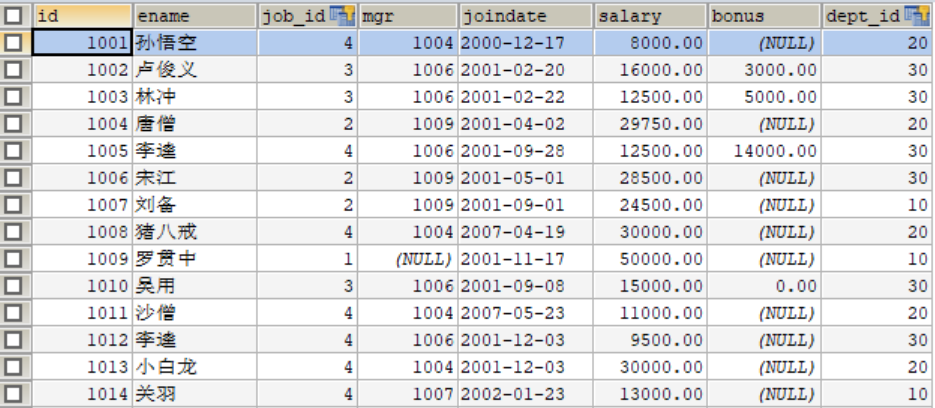 id ename job_id mgr joindate salary bonus dept_id
1001 孙悟空 4 1004 2000-12-17 8000.00 (NULL) 20
1002 卢俊义 3 1006 2001-02-20 16000.00 3000.00 30
1003 林冲 3 1006 2001-02-22 12500.00 5000.00 30
1004 唐僧 2 1009 2001-04-02 29750.00 (NULL) 20
1005 李逵 4 1006 2001-09-28 12500.00 14000.00 30
1006 宋江 2 1009 2001-05-01 28500.00 (NULL) 30
1007 刘备 2 1009 2001-09-01 24500.00 (NULL) 10
1008 猪八戒 4 1004 2007-04-19 30000.00 (NULL) 20
1009 罗贯中 1 (NULL) 2001-11-17 50000.00 (NULL) 10
1010 吴用 3 1006 2001-09-08 15000.00 0.00 30
1011 沙僧 4 1004 2007-05-23 11000.00 (NULL) 20
1012 李逵 4 1006 2001-12-03 9500.00 (NULL) 30
1013 小白龙 4 1004 2001-12-03 30000.00 (NULL) 20
1014 关羽 4 1007 2002-01-23 13000.00 (NULL) 10